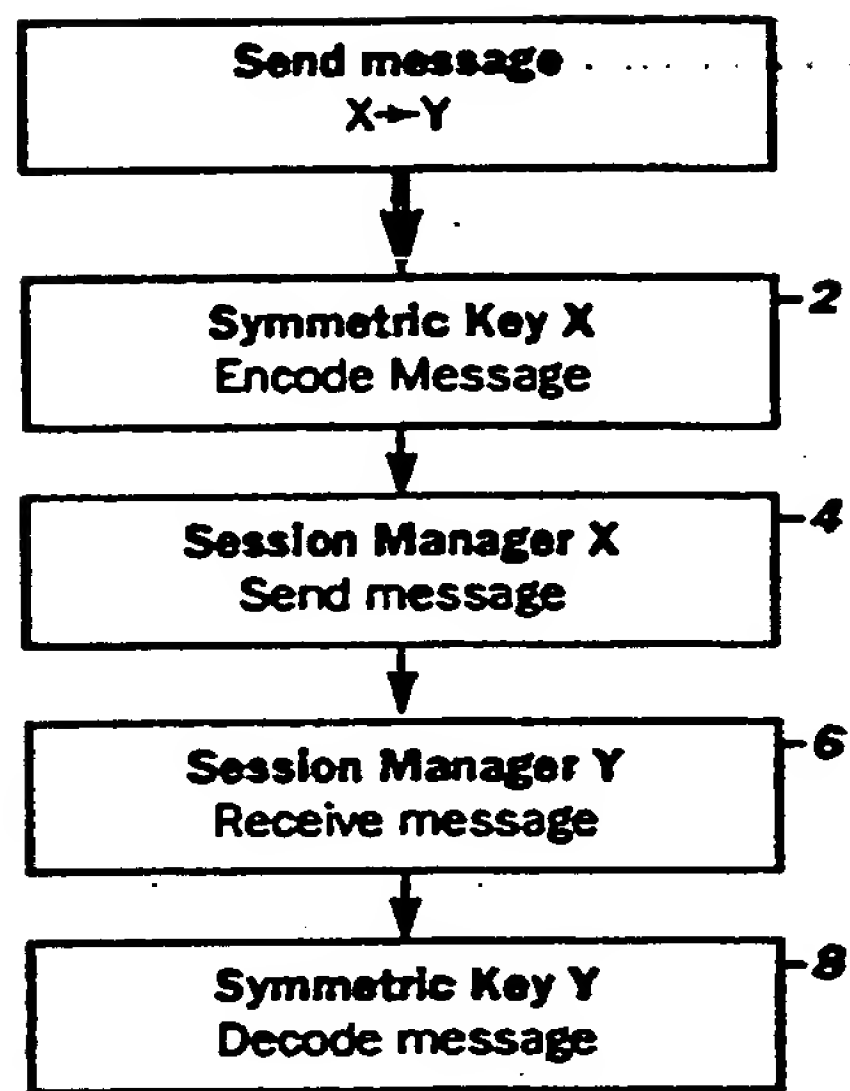 Send message
X→Y
Symmetric Key X
Encode Message
2
Session Manager X
Send message
4
Session Manager Y
Receive message
6
Symmetric Key Y
Decode message
8